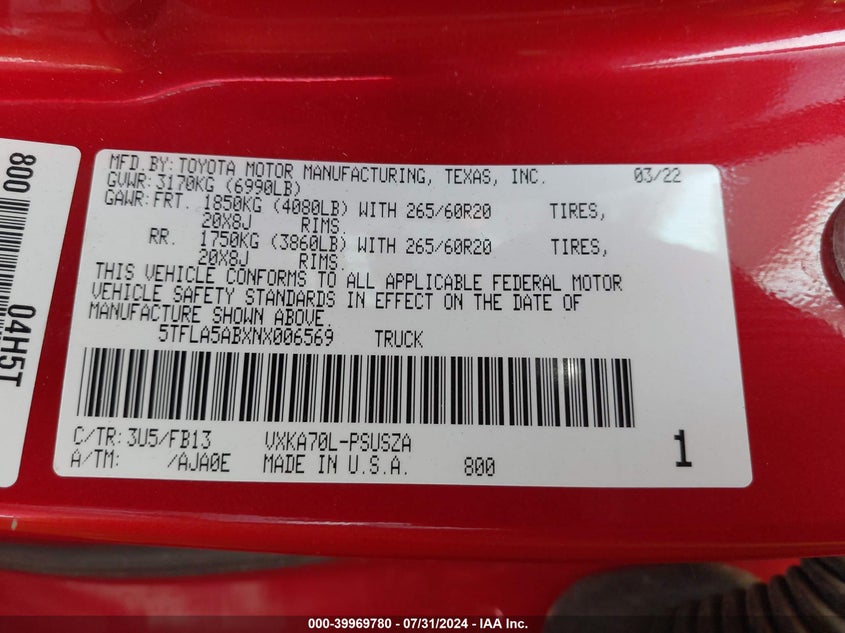 MFD.BY:TOYOTA MOTOR MANUFACTURING, TEXAS, INC. 03/22
GVWR:3170KG (6990LB)
GAWR:FRT. 1850KG (4080LB) WITH 265/60R20 TIRES,
20X8J RIMS.
RR. 1750KG (3860LB) WITH 265/60R20 TIRES,
20X8J RIMS.
THIS VEHICLE CONFORMS TO ALL APPLICABLE FEDERAL MOTOR
VEHICLE SAFETY STANDARDS IN EFFECT ON THE DATE OF
MANUFACTURE SHOWN ABOVE.
5TFLA5ABXNX006569 TRUCK
C/TR:3U5/FB13 VXKA70L-PSUSZA
A/TM: /AJA0E MADE IN U.S.A. 800 1
800
04H5T
000-39969780 / 07/31/2024 - IAA Inc.